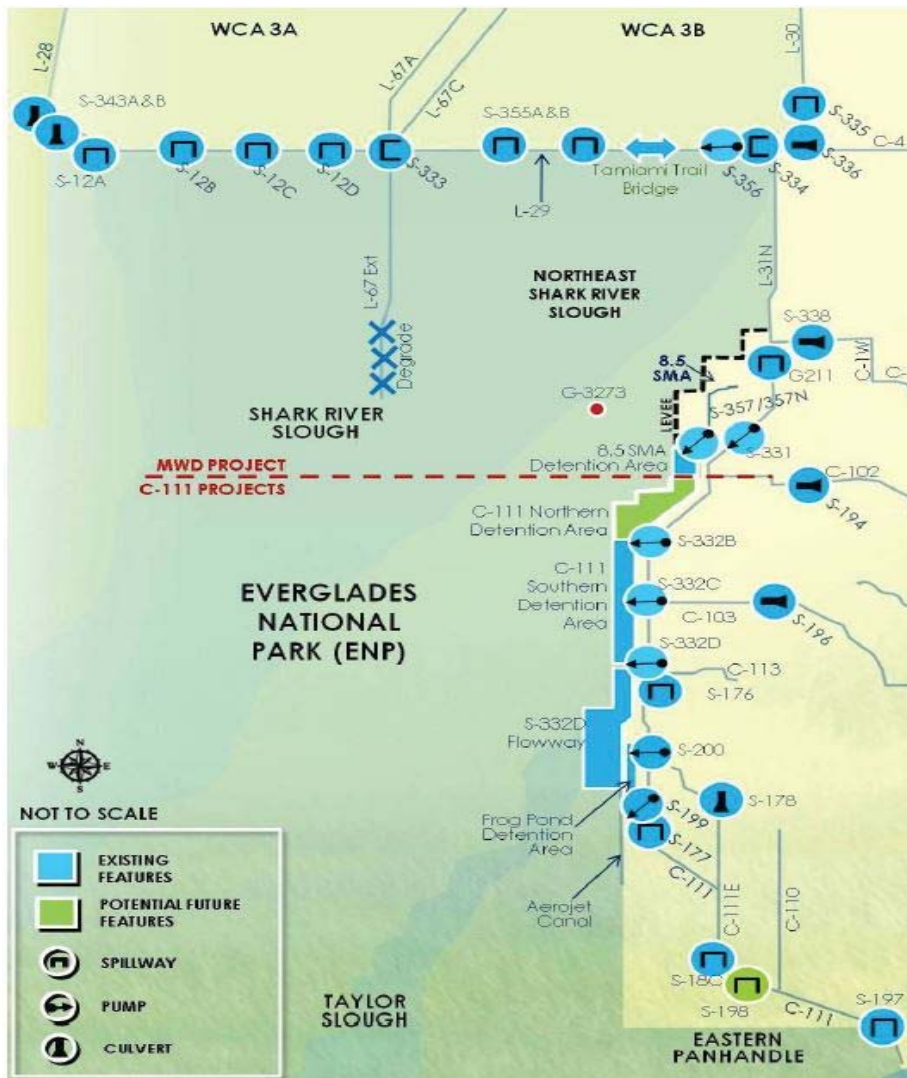 WCA 3A
WCA 3B
L-28
L-67A
L-67C
L-30
S-343A&B
S-355A&B
S-335
C-4
S-12A
S-12B
S-12C
S-12D
S-333
L-29
Tamiami Trail
Bridge
S-356
S-334
S-336
L-67 Ext
Degrade
NORTHEAST
SHARK RIVER
SLOUGH
L-31N
S-338
C-1W
C-
8.5
SMA
G211
SHARK RIVER
SLOUGH
G-3273
LEVEE
S-357/357N
S-331
8.5 SMA
Detention Area
MWD PROJECT
C-111 PROJECTS
C-102
S-194
C-111 Northern
Detention Area
S-332B
C-111
Southern
Detention
Area
S-332C
C-103
S-196
EVERGLADES
NATIONAL
PARK (ENP)
S-332D
C-113
S-176
S-332D
Flowway
S-200
N
W E
S
NOT TO SCALE
Frog Pond
Detention
Area
S-199
S-178
S-177
C-111
Aerojet
Canal
C-111E
C-110
EXISTING
FEATURES
POTENTIAL FUTURE
FEATURES
SPILLWAY
PUMP
CULVERT
TAYLOR
SLOUGH
S-18C
S-198
C-111
S-197
EASTERN
PANHANDLE